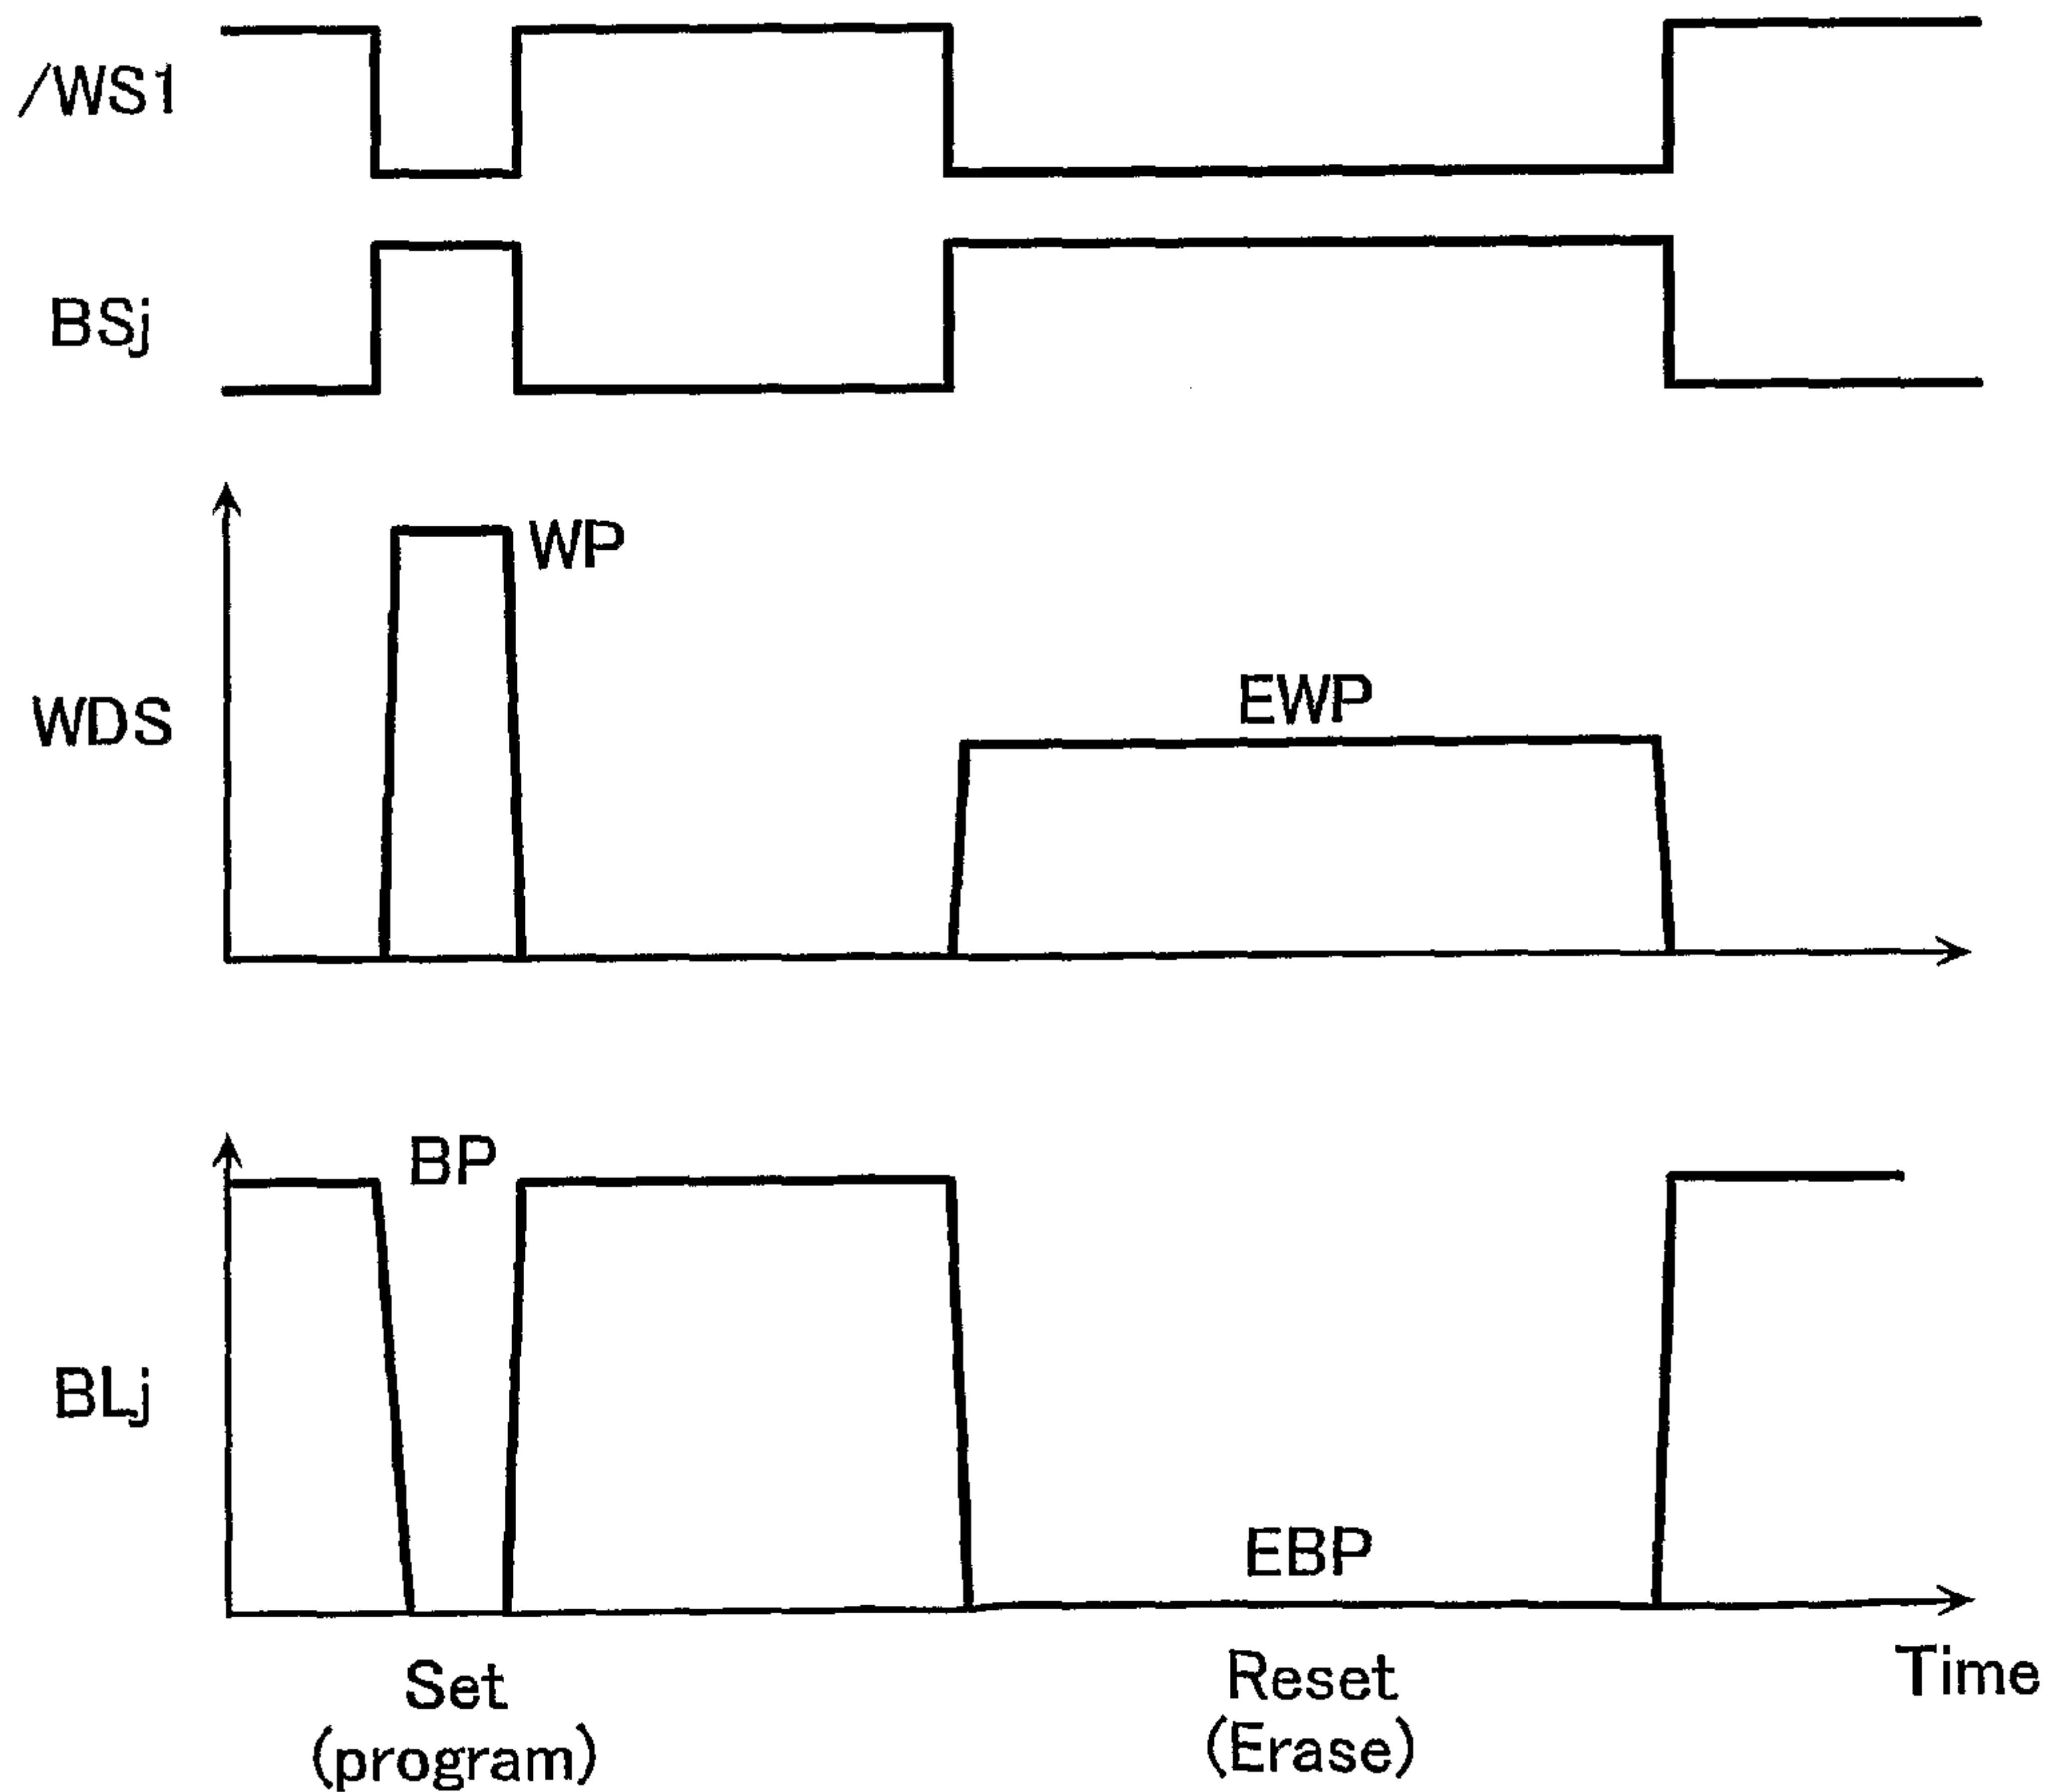 /WS1
BSj
WP
WDS
EWP
BP
BLj
EBP
Set
(program)
Reset
(Erase)
Time